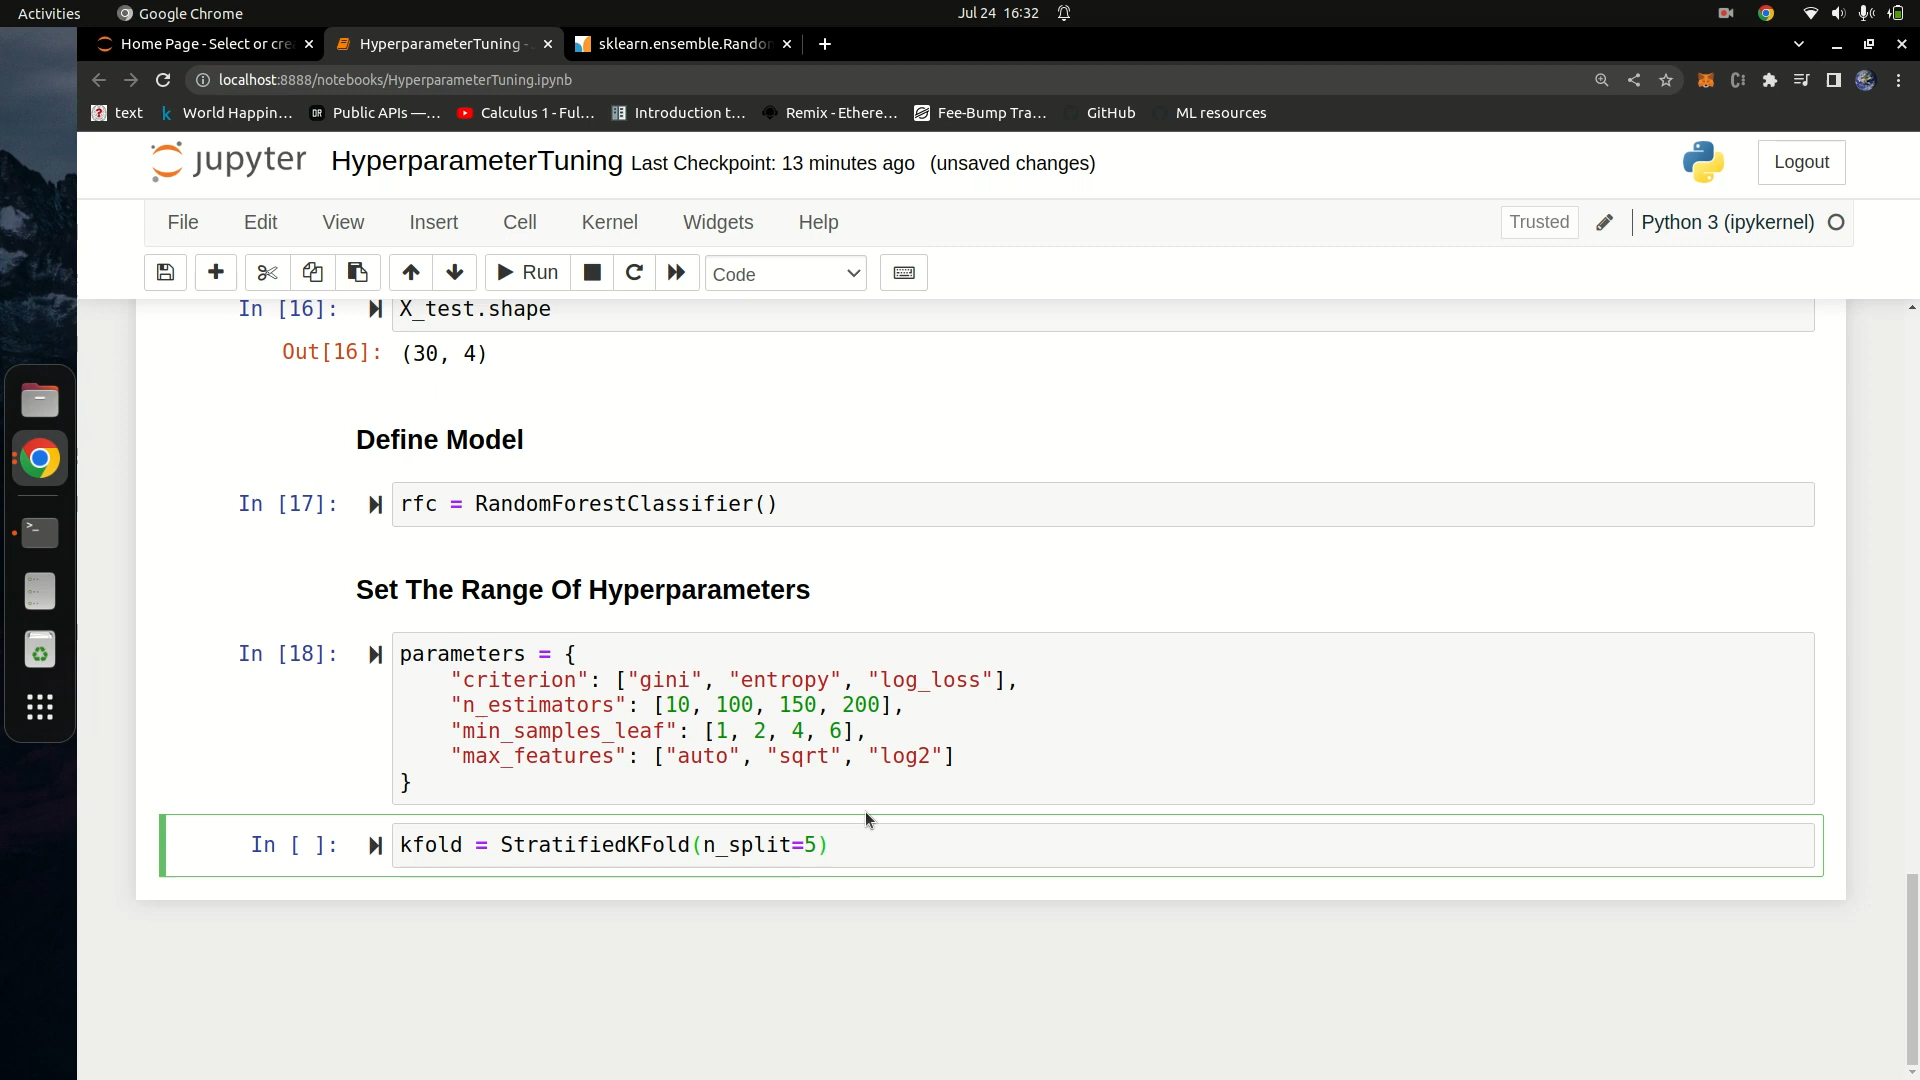 Activities
Google Chrome
Jul 24 16:32
Home Page - Select or cre
HyperparameterTuning -
sklearn.ensemble.Random
localhost:8888/notebooks/HyperparameterTuning.ipynb
text
World Happin...
Public APIs —...
Calculus 1 - Ful...
Introduction t...
Remix - Ethere...
Fee-Bump Tra...
GitHub
ML resources
jupyter
HyperparameterTuning Last Checkpoint: 13 minutes ago (unsaved changes)
Logout
File
Edit
View
Insert
Cell
Kernel
Widgets
Help
Trusted
Python 3 (ipykernel)
Run
Code
In [16]: X_test.shape
Out[16]: (30, 4)
Define Model
In [17]: rfc = RandomForestClassifier()
Set The Range Of Hyperparameters
In [18]: parameters = {
"criterion": ["gini", "entropy", "log_loss"],
"n_estimators": [10, 100, 150, 200],
"min_samples_leaf": [1, 2, 4, 6],
"max_features": ["auto", "sqrt", "log2"]
}
In [ ]: kfold = StratifiedKFold(n_split=5)